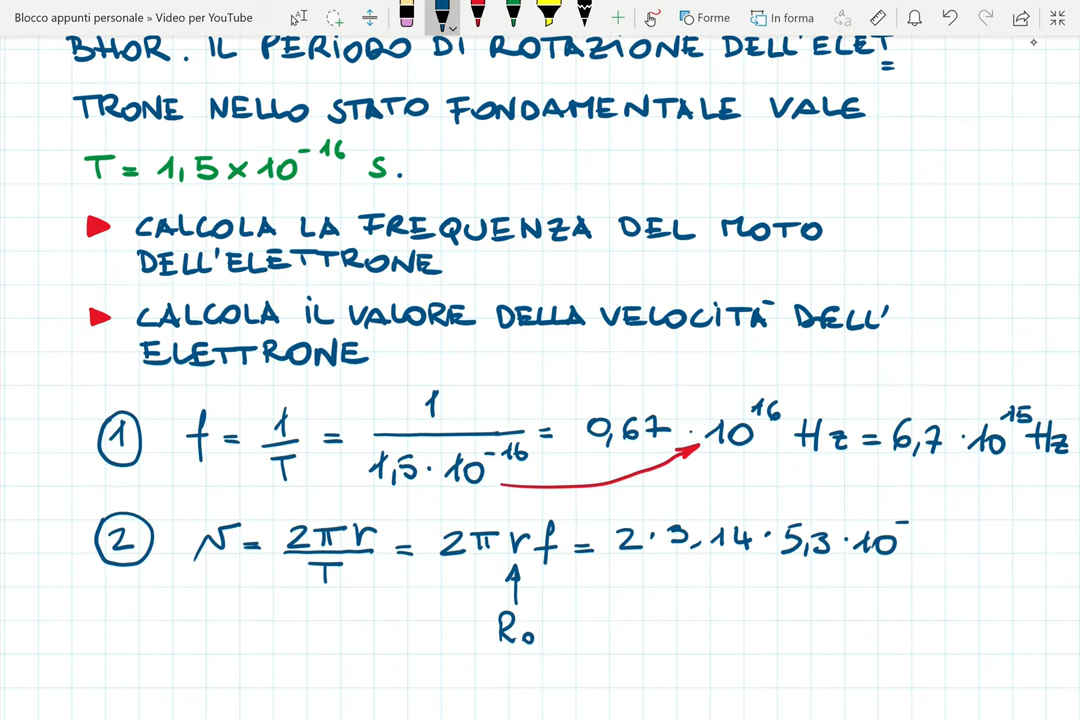 Blocco appunti personale » Video per YouTube
Forme
In forma
BHOR. IL PERIODO DI ROTAZIONE DELL'ELET
TRONE NELLO STATO FONDAMENTALE VALE
T = 1,5 × 10⁻¹⁶ s.
CALCOLA LA FREQUENZA DEL MOTO
DELL'ELETTRONE
CALCOLA IL VALORE DELLA VELOCITÀ DELL'
ELETTRONE
1 f = 1/T = 1/(1,5 · 10⁻¹⁶) = 0,67 · 10¹⁶ Hz = 6,7 · 10¹⁵ Hz
2 v = 2πr/T = 2πrf = 2 · 3,14 · 5,3 · 10⁻
R₀